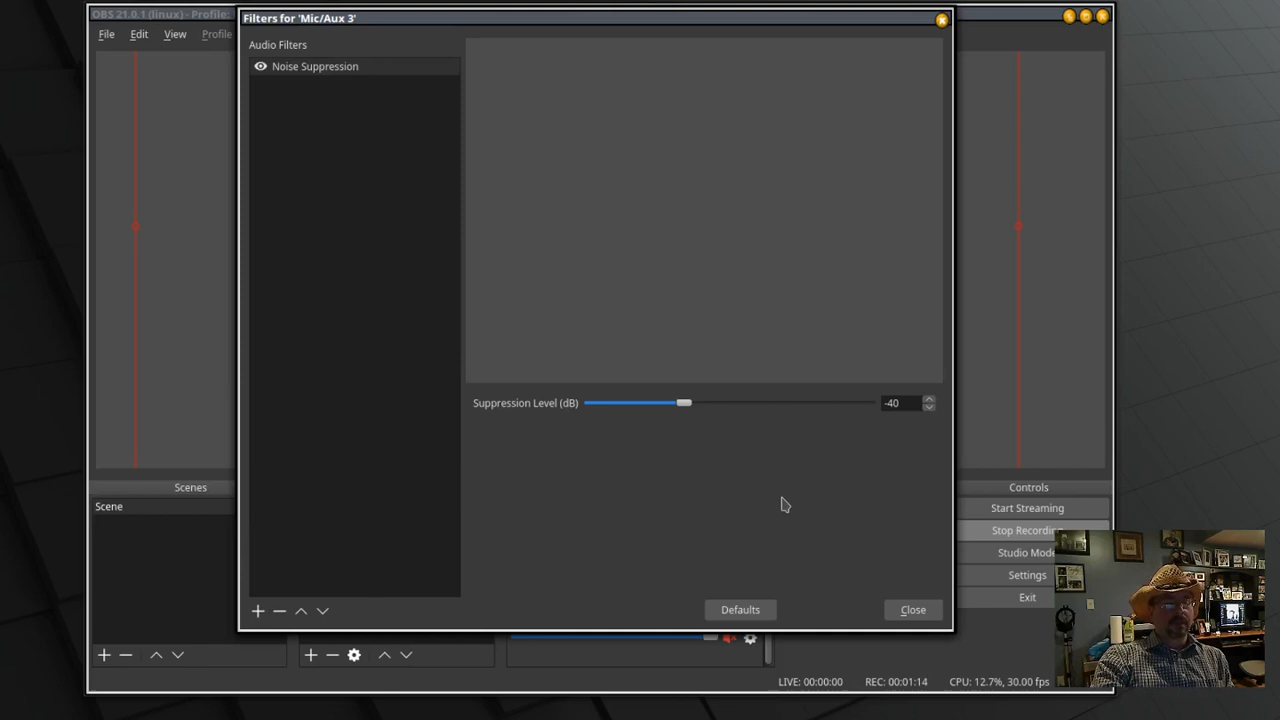 OBS 21.0.1 (linux) - Profile:
Filters for 'Mic/Aux 3'
File Edit View Profile
Audio Filters
Noise Suppression
Suppression Level (dB) -40
Scenes
Controls
Scene
Start Streaming
Stop Recordin
Studio Mode
Settings
Exit
Defaults
Close
LIVE: 00:00:00 REC: 00:01:14 CPU: 12.7%, 30.00 fps